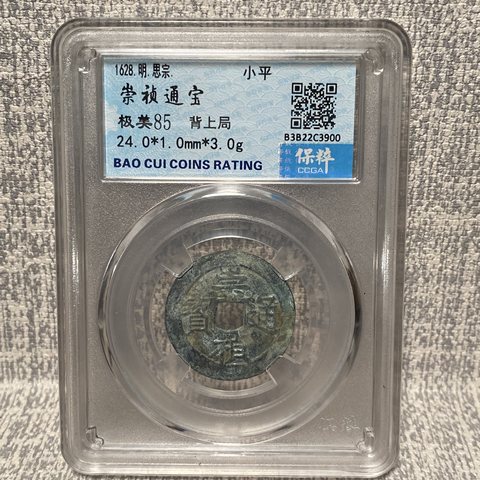 1628.明.思宗. 小平
崇祯通宝
极美85 背上局
24.0*1.0mm*3.0g
BAO CUI COINS RATING
B3B22C3900
保粹
CCGA
崇
通
寶
禎